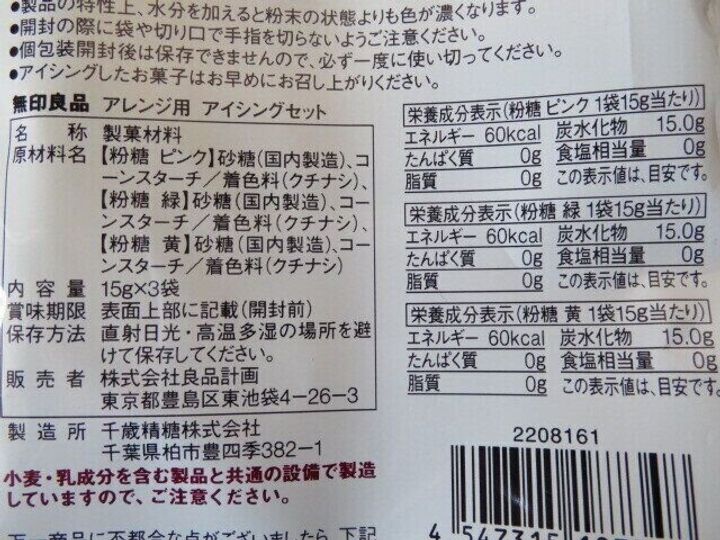 ●製品の特性上、水分を加えると粉末の状態よりも色が濃くなります。
●開封の際に袋や切り口で手指を切らないようご注意ください。
●個包装開封後は保存できませんので、必ず一度に使い切ってください。
●アイシングしたお菓子はお早めにお召し上がりください。
無印良品 アレンジ用 アイシングセット
名称 製菓材料
原材料名 【粉糖 ピンク】砂糖(国内製造)、コ
ーンスターチ／着色料(クチナシ)、
【粉糖 緑】砂糖(国内製造)、コー
ンスターチ／着色料(クチナシ)、
【粉糖 黄】砂糖(国内製造)、コー
ンスターチ／着色料(クチナシ)
内容量 15g×3袋
賞味期限 表面上部に記載(開封前)
保存方法 直射日光・高温多湿の場所を避
けて保存してください。
販売者 株式会社良品計画
東京都豊島区東池袋4-26-3
製造所 千歳精糖株式会社
千葉県柏市豊四季382-1
小麦・乳成分を含む製品と共通の設備で製造
していますので、ご注意ください。
万一商品に不都合な点がございましたら、下記
栄養成分表示(粉糖 ピンク 1袋15g当たり)
エネルギー 60kcal 炭水化物 15.0g
たんぱく質 0g 食塩相当量 0g
脂質 0g この表示値は、目安です。
栄養成分表示(粉糖 緑 1袋15g当たり)
エネルギー 60kcal 炭水化物 15.0g
たんぱく質 0g 食塩相当量 0g
脂質 0g この表示値は、目安です。
栄養成分表示(粉糖 黄 1袋15g当たり)
エネルギー 60kcal 炭水化物 15.0g
たんぱく質 0g 食塩相当量 0g
脂質 0g この表示値は、目安です。
2208161
4 547315